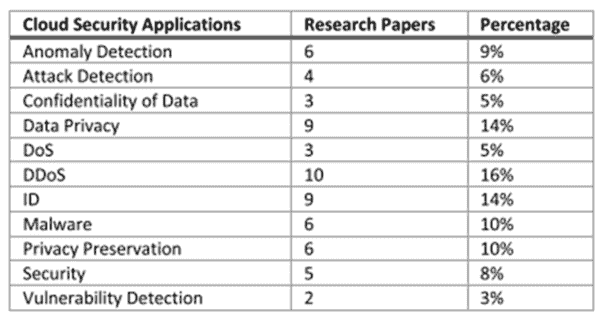 Cloud Security Applications Research Papers Percentage
Anomaly Detection 6 9%
Attack Detection 4 6%
Confidentiality of Data 3 5%
Data Privacy 9 14%
DoS 3 5%
DDoS 10 16%
ID 9 14%
Malware 6 10%
Privacy Preservation 6 10%
Security 5 8%
Vulnerability Detection 2 3%